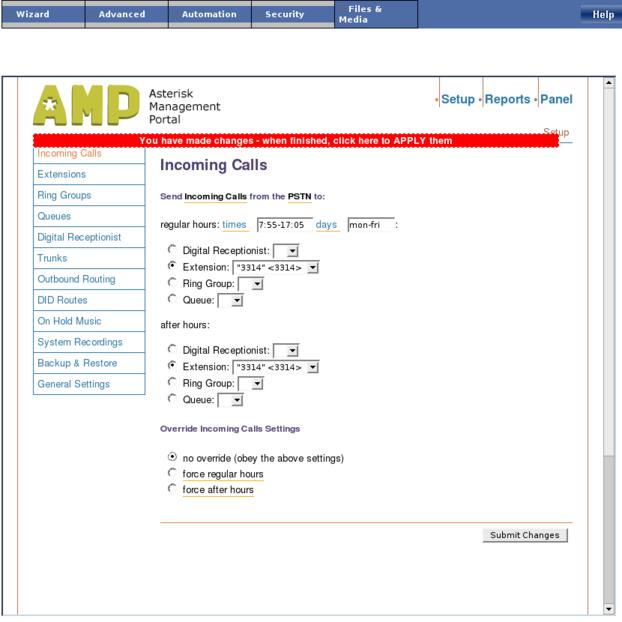 Wizard Advanced Automation Security Files & Media Help
AMP Asterisk Management Portal
Setup Reports Panel
Setup
You have made changes - when finished, click here to APPLY them
Incoming Calls
Extensions
Ring Groups
Queues
Digital Receptionist
Trunks
Outbound Routing
DID Routes
On Hold Music
System Recordings
Backup & Restore
General Settings
Incoming Calls
Send Incoming Calls from the PSTN to:
regular hours: times 7:55-17:05 days mon-fri :
Digital Receptionist:
Extension: "3314" <3314>
Ring Group:
Queue:
after hours:
Digital Receptionist:
Extension: "3314" <3314>
Ring Group:
Queue:
Override Incoming Calls Settings
no override (obey the above settings)
force regular hours
force after hours
Submit Changes